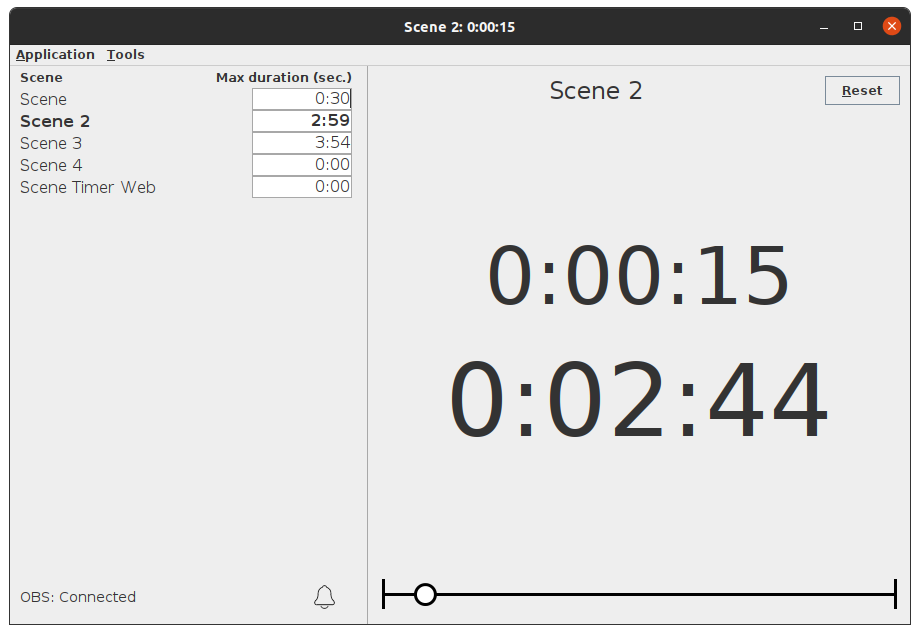 Scene 2: 0:00:15
Application Tools
Scene Max duration (sec.)
Scene 0:30
Scene 2 2:59
Scene 3 3:54
Scene 4 0:00
Scene Timer Web 0:00
OBS: Connected
Scene 2
Reset
0:00:15
0:02:44